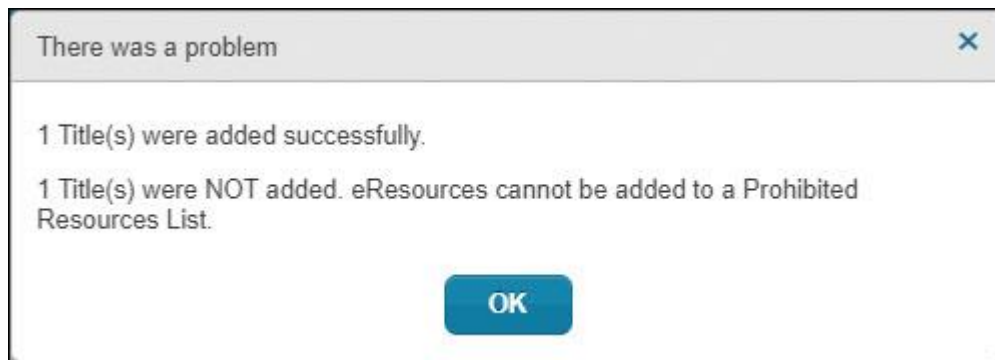 There was a problem
1 Title(s) were added successfully.
1 Title(s) were NOT added. eResources cannot be added to a Prohibited
Resources List.
OK